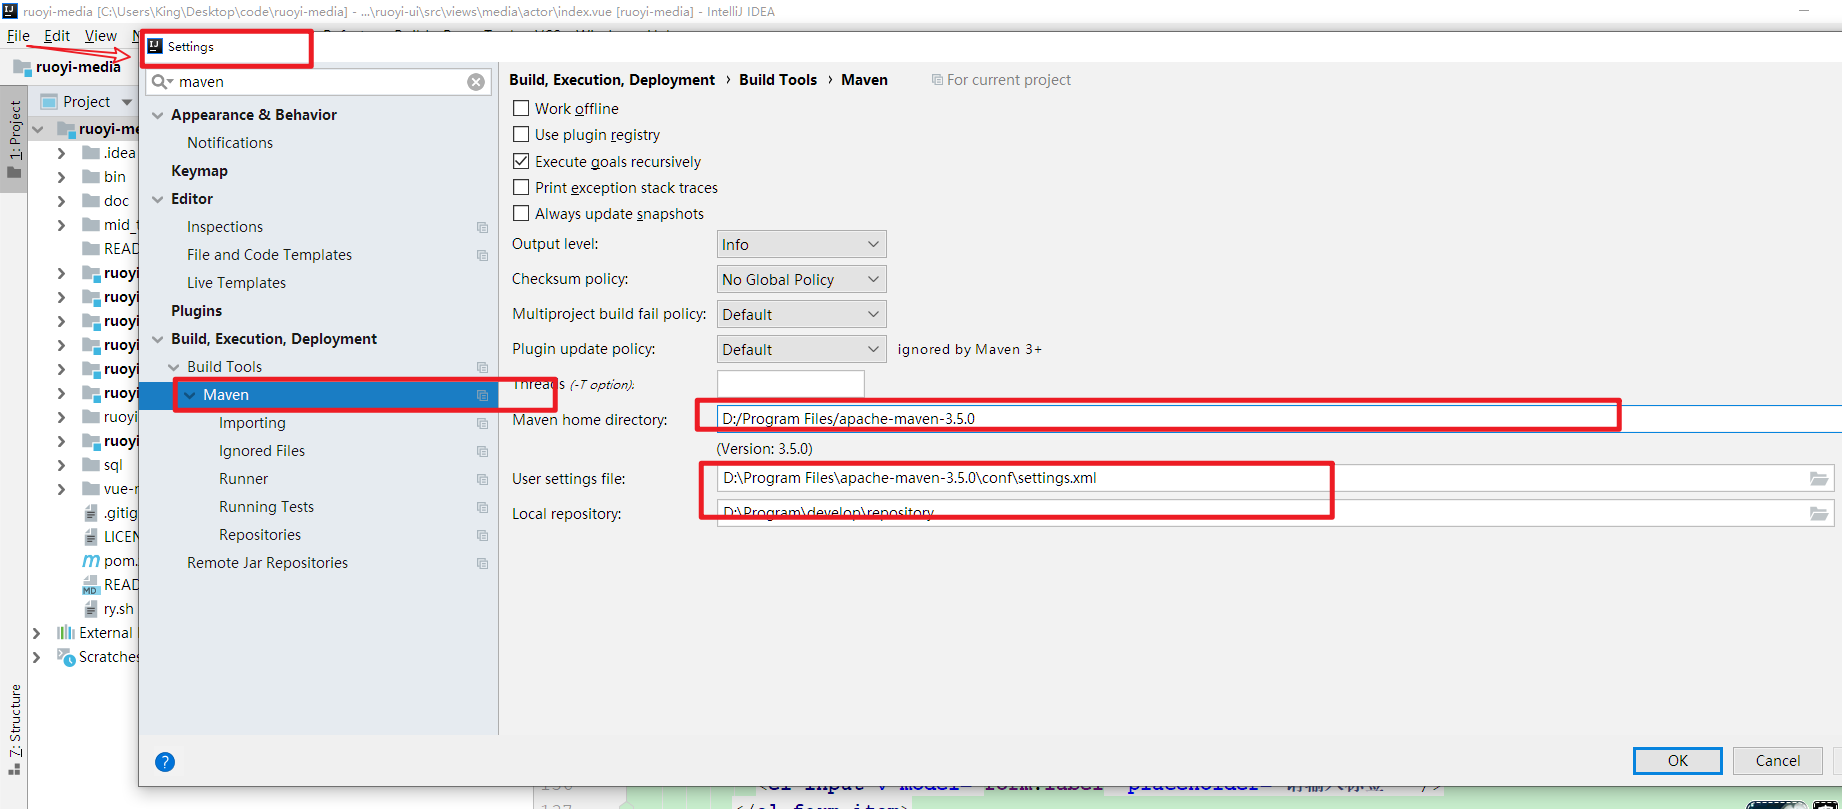 ruoyi-media [C:\Users\King\Desktop\code\ruoyi-media] - ...\ruoyi-ui\src\views\media\actor\index.vue [ruoyi-media] - IntelliJ IDEA
File Edit View
ruoyi-media
Settings
1: Project
Project
ruoyi-me
.idea
bin
doc
mid_
READ
ruoyi
ruoyi
ruoyi
ruoyi
ruoyi
ruoyi
ruoyi
ruoyi
sql
vue-r
.gitig
LICEN
pom.
READ
ry.sh
External
Scratches
Z: Structure
maven
Appearance & Behavior
Notifications
Keymap
Editor
Inspections
File and Code Templates
Live Templates
Plugins
Build, Execution, Deployment
Build Tools
Maven
Importing
Ignored Files
Runner
Running Tests
Repositories
Remote Jar Repositories
Build, Execution, Deployment › Build Tools › Maven For current project
Work offline
Use plugin registry
Execute goals recursively
Print exception stack traces
Always update snapshots
Output level: Info
Checksum policy: No Global Policy
Multiproject build fail policy: Default
Plugin update policy: Default ignored by Maven 3+
Threads (-T option):
Maven home directory: D:/Program Files/apache-maven-3.5.0
(Version: 3.5.0)
User settings file: D:\Program Files\apache-maven-3.5.0\conf\settings.xml
Local repository: D:\Program\develop\repository
? OK Cancel